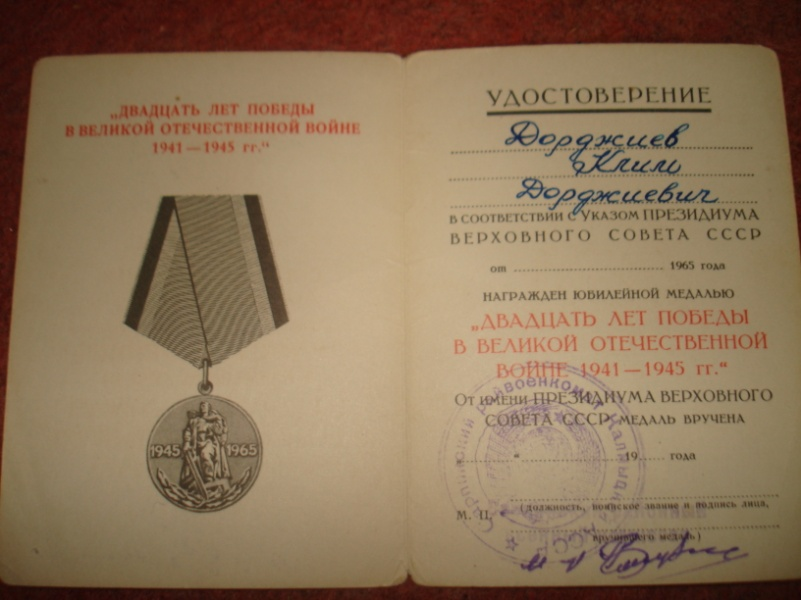 „ДВАДЦАТЬ ЛЕТ ПОБЕДЫ
В ВЕЛИКОЙ ОТЕЧЕСТВЕННОЙ ВОЙНЕ
1941 — 1945 гг.“
1945 1965
УДОСТОВЕРЕНИЕ
Дорджиев
Клим
Дорджиевич
В СООТВЕТСТВИИ С УКАЗОМ ПРЕЗИДИУМА
ВЕРХОВНОГО СОВЕТА СССР
от ........................ 1965 года
НАГРАЖДЕН ЮБИЛЕЙНОЙ МЕДАЛЬЮ
„ДВАДЦАТЬ ЛЕТ ПОБЕДЫ
В ВЕЛИКОЙ ОТЕЧЕСТВЕННОЙ
ВОЙНЕ 1941 — 1945 гг.“
От имени ПРЕЗИДИУМА ВЕРХОВНОГО
СОВЕТА СССР МЕДАЛЬ ВРУЧЕНА
„ “ ........................ 19 ...... года
М. П. (должность, воинское звание и подпись лица,
вручившего медаль)
райвоенкомат